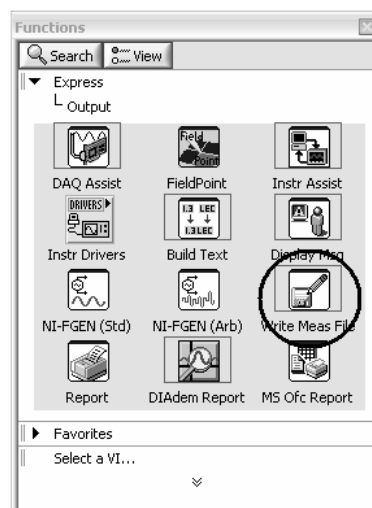 Functions
Search View
Express
Output
Field
Point
DAQ Assist FieldPoint Instr Assist
DRIVERS
1.3 LEC
1.3LEC
Instr Drivers Build Text Display Msg
NI-FGEN (Std) NI-FGEN (Arb) Write Meas File
Report DIAdem Report MS Ofc Report
Favorites
Select a VI...